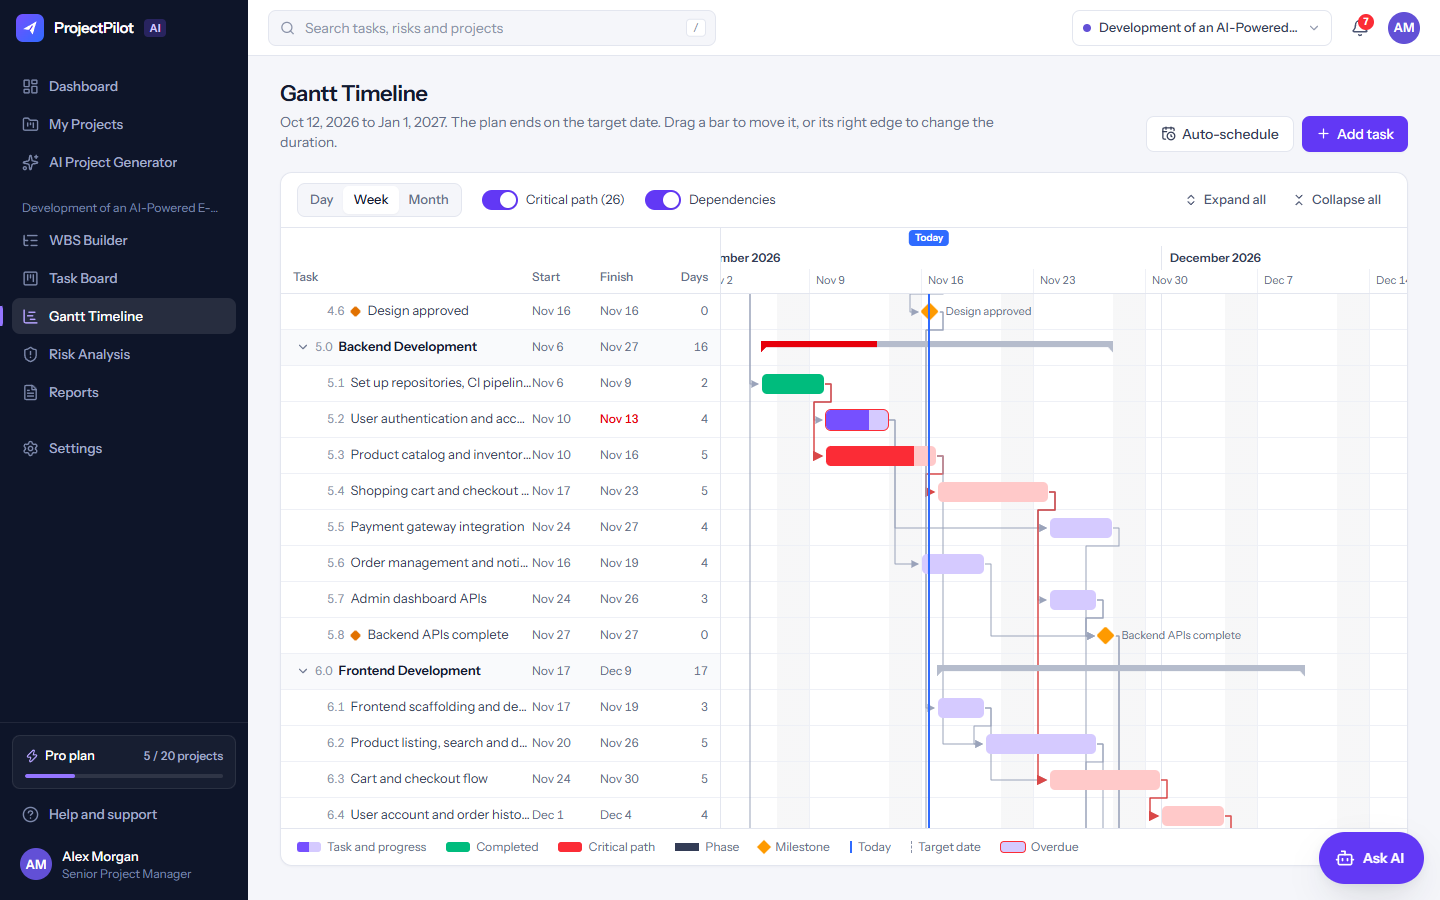 ProjectPilot AI
Search tasks, risks and projects /
Development of an AI-Powered...
7
AM
Dashboard
My Projects
AI Project Generator
Development of an AI-Powered E-...
WBS Builder
Task Board
Gantt Timeline
Risk Analysis
Reports
Settings
Pro plan 5 / 20 projects
Help and support
AM
Alex Morgan
Senior Project Manager
Gantt Timeline
Oct 12, 2026 to Jan 1, 2027. The plan ends on the target date. Drag a bar to move it, or its right edge to change the
duration.
Auto-schedule
Add task
Day Week Month
Critical path (26)
Dependencies
Expand all
Collapse all
Today
mber 2026 December 2026
Task Start Finish Days
v 2 Nov 9 Nov 16 Nov 23 Nov 30 Dec 7 Dec 14
4.6 Design approved Nov 16 Nov 16 0 Design approved
5.0 Backend Development Nov 6 Nov 27 16
5.1 Set up repositories, CI pipelin... Nov 6 Nov 9 2
5.2 User authentication and acc... Nov 10 Nov 13 4
5.3 Product catalog and inventor... Nov 10 Nov 16 5
5.4 Shopping cart and checkout ... Nov 17 Nov 23 5
5.5 Payment gateway integration Nov 24 Nov 27 4
5.6 Order management and noti... Nov 16 Nov 19 4
5.7 Admin dashboard APIs Nov 24 Nov 26 3
5.8 Backend APIs complete Nov 27 Nov 27 0 Backend APIs complete
6.0 Frontend Development Nov 17 Dec 9 17
6.1 Frontend scaffolding and de... Nov 17 Nov 19 3
6.2 Product listing, search and d... Nov 20 Nov 26 5
6.3 Cart and checkout flow Nov 24 Nov 30 5
6.4 User account and order histo... Dec 1 Dec 4 4
Task and progress Completed Critical path Phase Milestone Today Target date Overdue
Ask AI